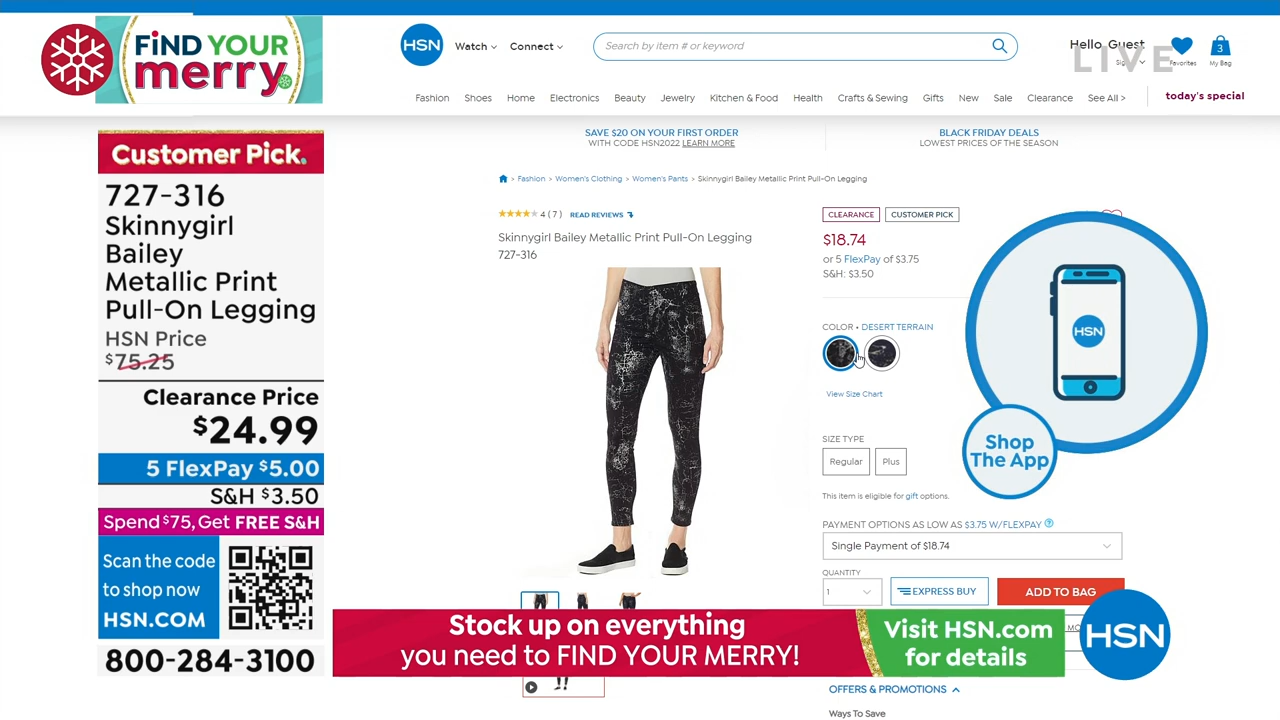 FiND YOUR
merry.
HSN
Watch
Connect
Search by item # or keyword
Hello, Guest
LIVE
Favorites
3
My Bag
Fashion
Shoes
Home
Electronics
Beauty
Jewelry
Kitchen & Food
Health
Crafts & Sewing
Gifts
New
Sale
Clearance
See All >
today's special
SAVE $20 ON YOUR FIRST ORDER
WITH CODE HSN2022 LEARN MORE
BLACK FRIDAY DEALS
LOWEST PRICES OF THE SEASON
Customer Pick.
727-316
Skinnygirl
Bailey
Metallic Print
Pull-On Legging
HSN Price
$75.25
Clearance Price
$24.99
5 FlexPay $5.00
S&H $3.50
Spend $75, Get FREE S&H
Scan the code
to shop now
HSN.COM
800-284-3100
> Fashion > Women's Clothing > Women's Pants > Skinnygirl Bailey Metallic Print Pull-On Legging
4 ( 7 ) READ REVIEWS
Skinnygirl Bailey Metallic Print Pull-On Legging
727-316
CLEARANCE
CUSTOMER PICK
$18.74
or 5 FlexPay of $3.75
S&H: $3.50
COLOR • DESERT TERRAIN
View Size Chart
SIZE TYPE
Regular
Plus
This item is eligible for gift options.
PAYMENT OPTIONS AS LOW AS $3.75 W/FLEXPAY
Single Payment of $18.74
QUANTITY
1
EXPRESS BUY
ADD TO BAG
HSN
Shop
The App
Stock up on everything
you need to FIND YOUR MERRY!
Visit HSN.com
for details
HSN
OFFERS & PROMOTIONS
Ways To Save